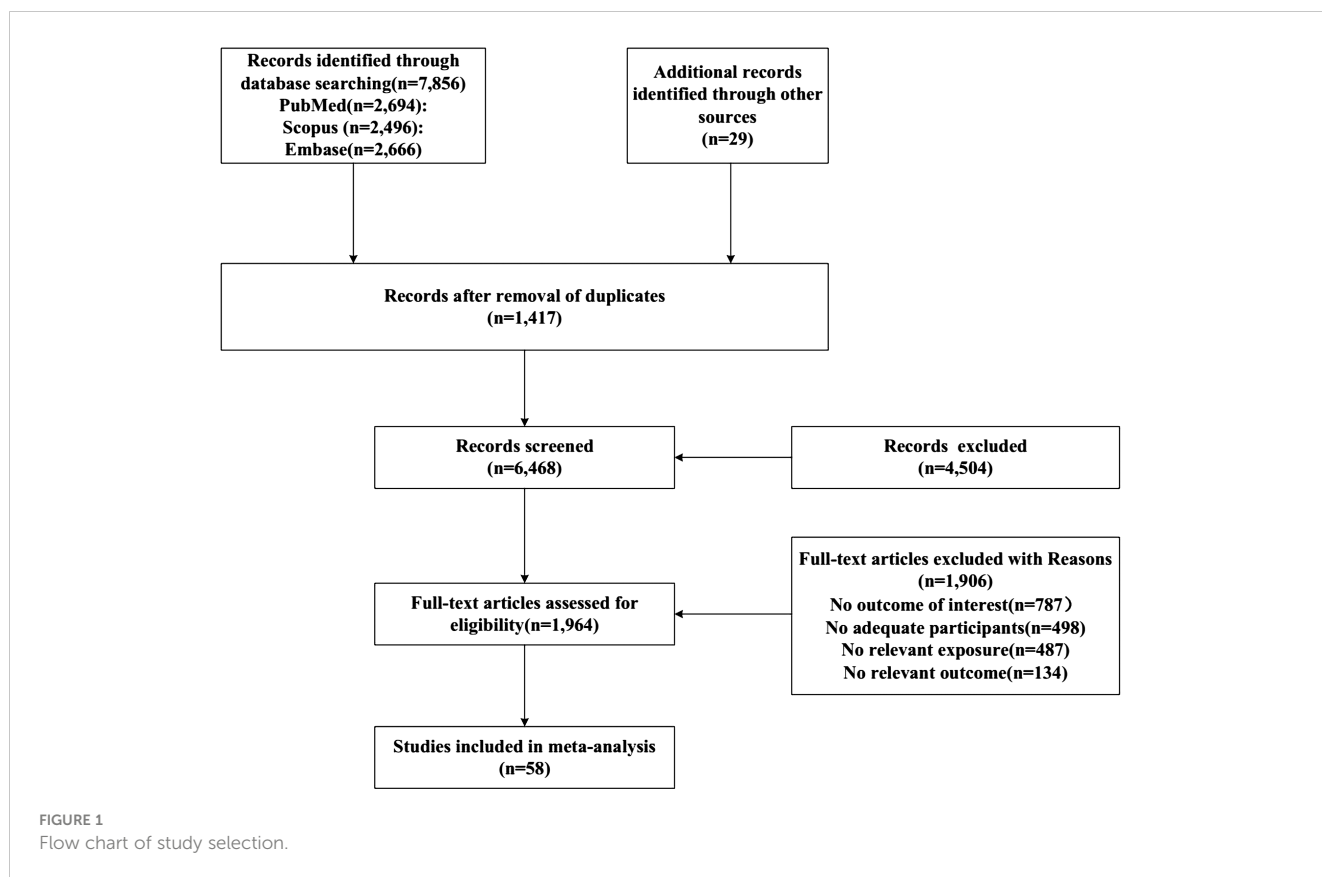 Records identified through
database searching(n=7,856)
PubMed(n=2,694):
Scopus (n=2,496):
Embase(n=2,666)
Additional records
identified through other
sources
(n=29)
Records after removal of duplicates
(n=1,417)
Records screened
(n=6,468)
Records excluded
(n=4,504)
Full-text articles assessed for
eligibility(n=1,964)
Full-text articles excluded with Reasons
(n=1,906)
No outcome of interest(n=787）
No adequate participants(n=498)
No relevant exposure(n=487)
No relevant outcome(n=134)
Studies included in meta-analysis
(n=58)
FIGURE 1
Flow chart of study selection.